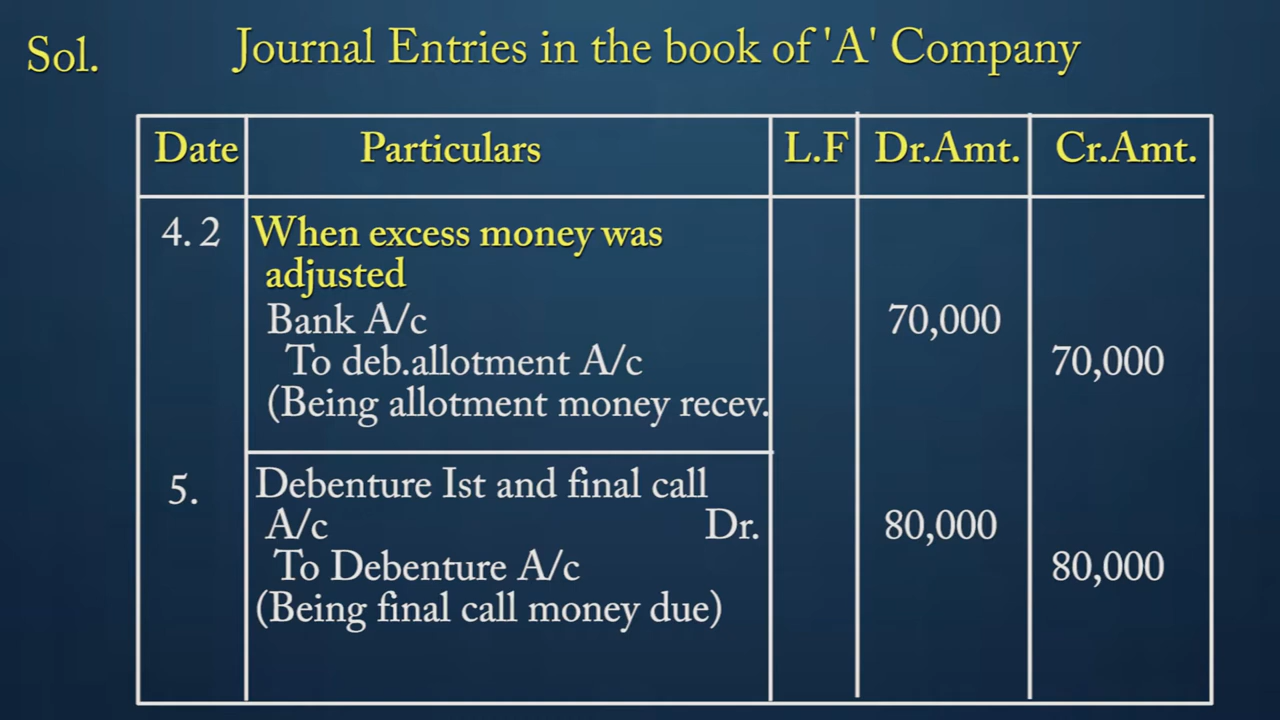 Sol.
Journal Entries in the book of 'A' Company
Date Particulars L.F Dr.Amt. Cr.Amt.
4. 2 When excess money was
adjusted
Bank A/c 70,000
To deb.allotment A/c 70,000
(Being allotment money recev.
5. Debenture Ist and final call
A/c Dr. 80,000
To Debenture A/c 80,000
(Being final call money due)